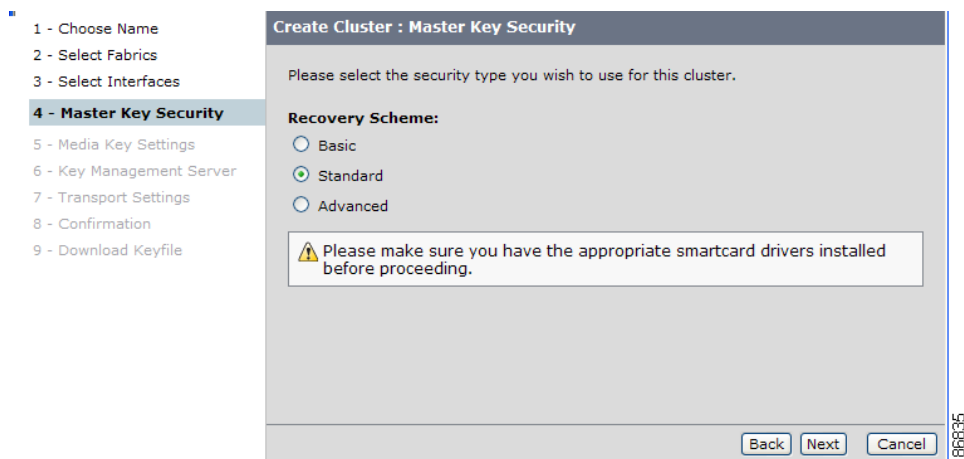 1 - Choose Name
2 - Select Fabrics
3 - Select Interfaces
4 - Master Key Security
5 - Media Key Settings
6 - Key Management Server
7 - Transport Settings
8 - Confirmation
9 - Download Keyfile
Create Cluster : Master Key Security
Please select the security type you wish to use for this cluster.
Recovery Scheme:
Basic
Standard
Advanced
Please make sure you have the appropriate smartcard drivers installed
before proceeding.
Back Next Cancel
86835